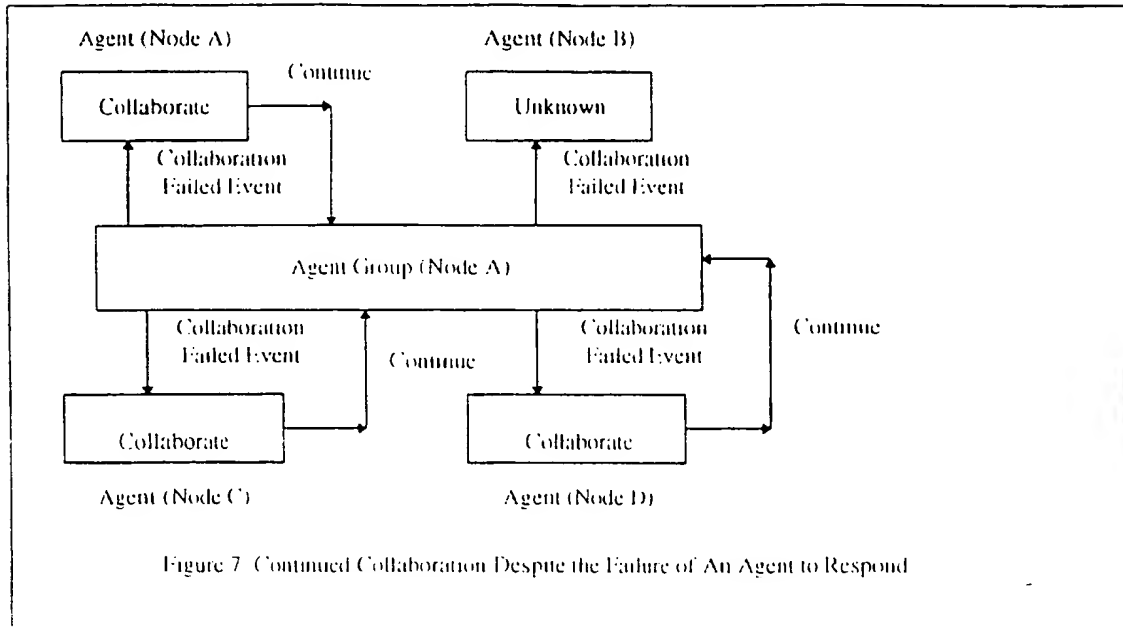 Agent (Node A)
Agent (Node B)
Continue
Collaborate
Unknown
Collaboration
Failed Event
Collaboration
Failed Event
Agent Group (Node A)
Collaboration
Failed Event
Continue
Collaboration
Failed Event
Continue
Collaborate
Collaborate
Agent (Node C)
Agent (Node D)
Figure 7 Continued Collaboration Despite the Failure of An Agent to Respond